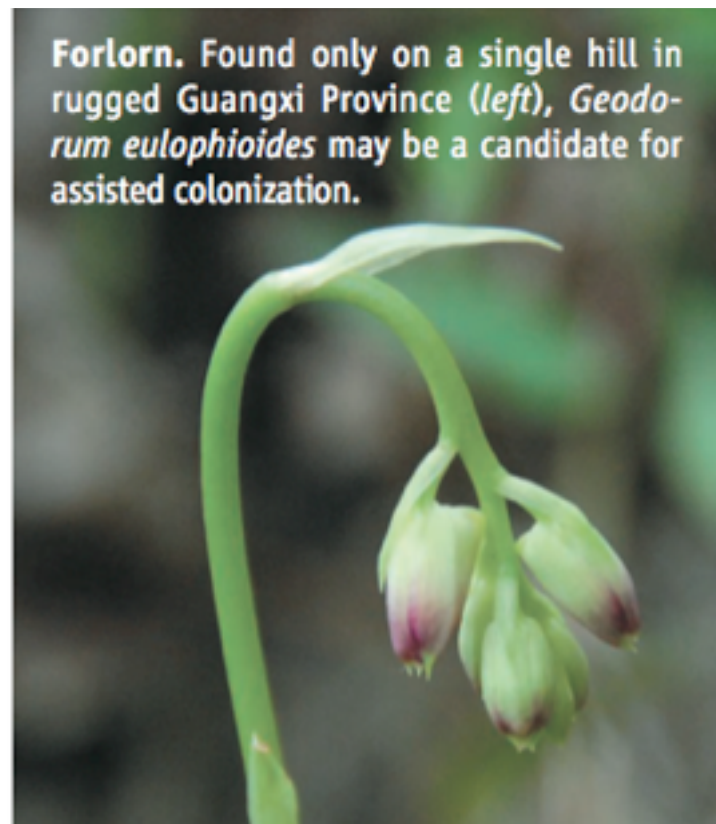 Forlorn. Found only on a single hill in
rugged Guangxi Province (left), Geodo-
rum eulophioides may be a candidate for
assisted colonization.